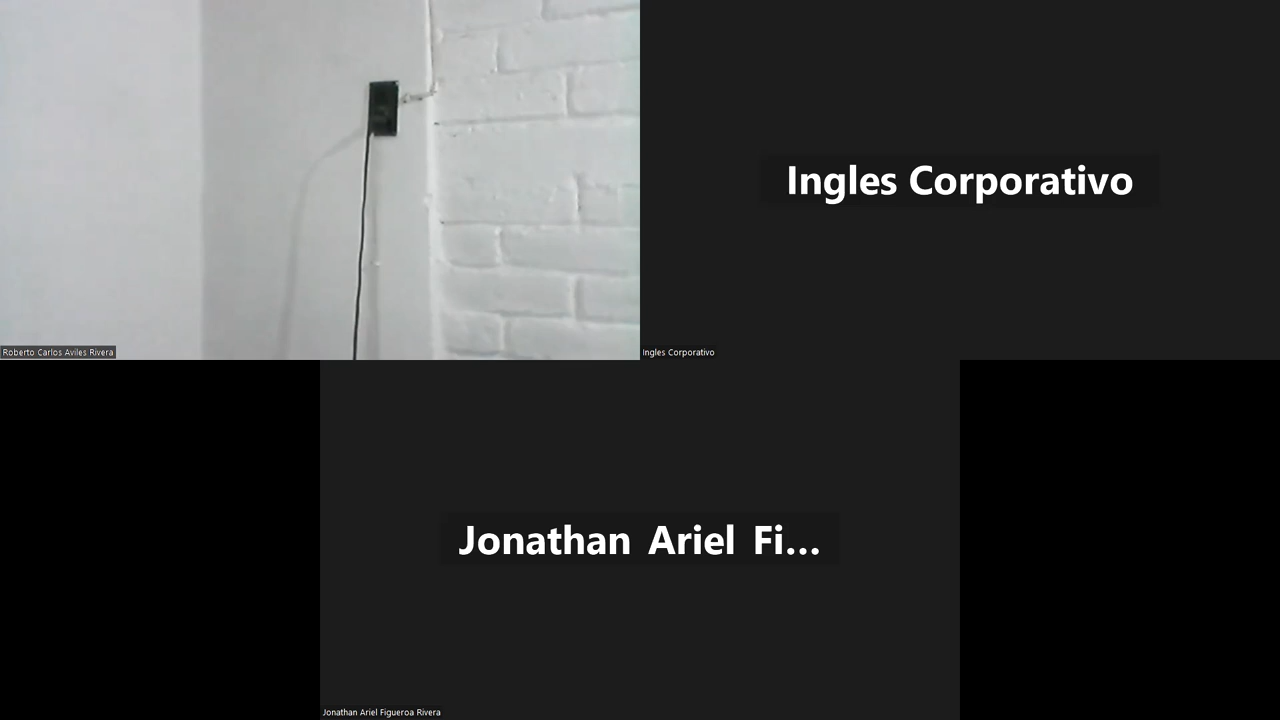 Ingles Corporativo
Roberto Carlos Aviles Rivera
Ingles Corporativo
Jonathan Ariel Fi...
Jonathan Ariel Figueroa Rivera